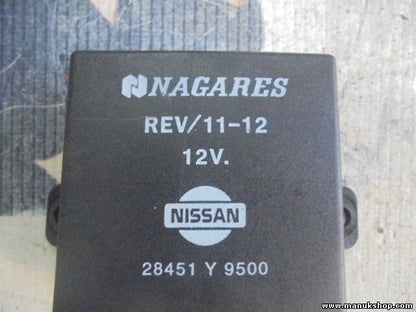 NAGARES
REV/11-12
12V.
NISSAN
28451 Y 9500
www.manukshop.com